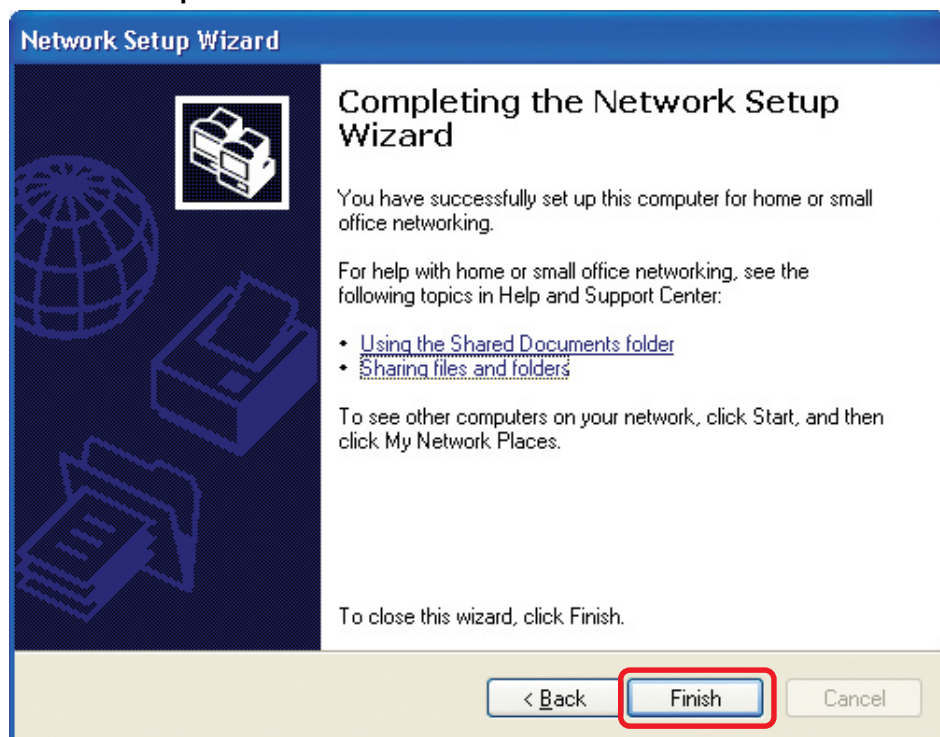 Network Setup Wizard
Completing the Network Setup
Wizard
You have successfully set up this computer for home or small
office networking.
For help with home or small office networking, see the
following topics in Help and Support Center:
• Using the Shared Documents folder
• Sharing files and folders
To see other computers on your network, click Start, and then
click My Network Places.
To close this wizard, click Finish.
< Back Finish Cancel